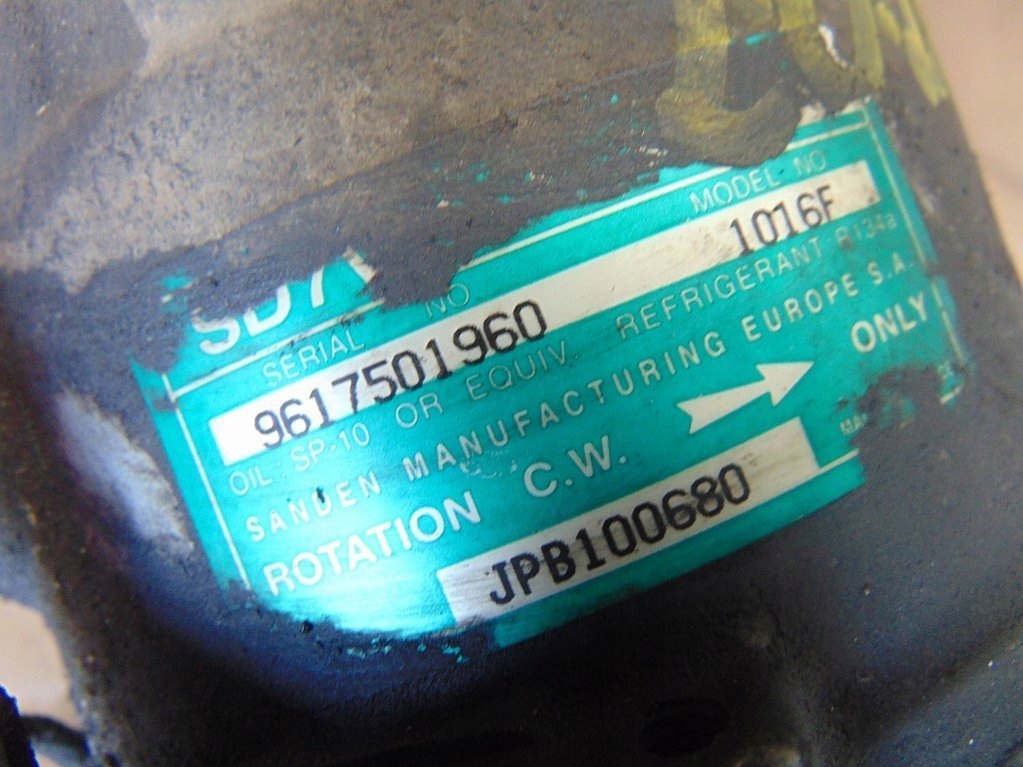 SD7
SERIAL NO MODEL NO
9617501960 1016F
OIL: SP-10 OR EQUIV. REFRIGERANT R134a
SANDEN MANUFACTURING EUROPE S.A.
ROTATION C.W. ONLY
JPB100680